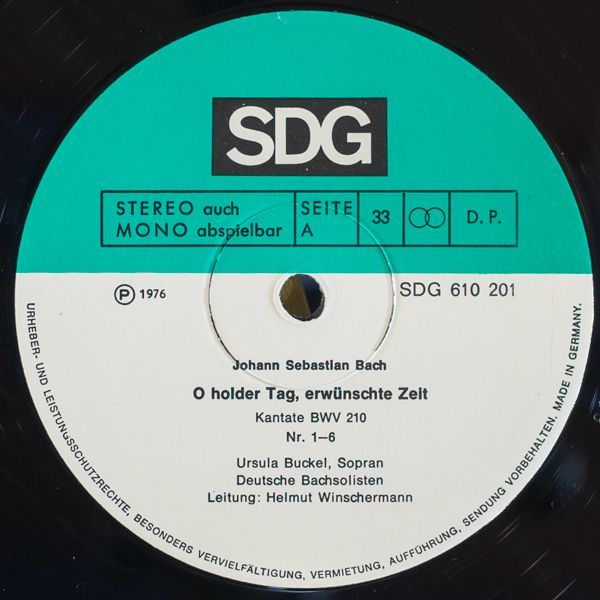 SDG
STEREO auch
MONO abspielbar
SEITE
A
33
D. P.
Ⓟ 1976
SDG 610 201
Johann Sebastian Bach
O holder Tag, erwünschte Zeit
Kantate BWV 210
Nr. 1–6
Ursula Buckel, Sopran
Deutsche Bachsolisten
Leitung: Helmut Winschermann
URHEBER- UND LEISTUNGSSCHUTZRECHTE, BESONDERS VERVIELFÄLTIGUNG, VERMIETUNG, AUFFÜHRUNG, SENDUNG VORBEHALTEN. MADE IN GERMANY.